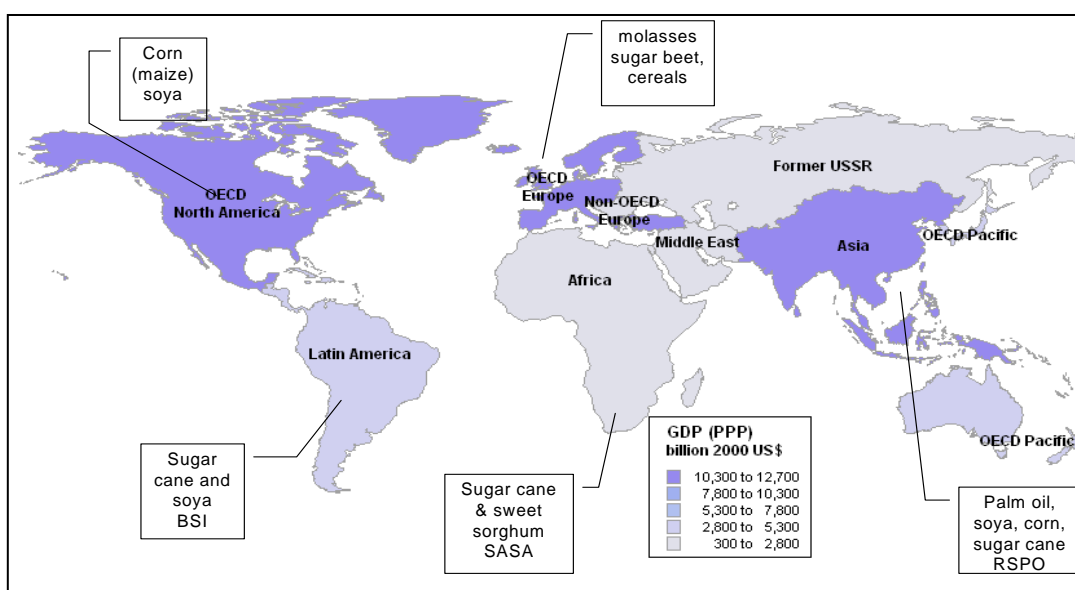 Corn
(maize)
soya
molasses
sugar beet,
cereals
OECD
North America
OECD
Europe
Non-OECD
Europe
Former USSR
Middle East
Asia
OECD Pacific
Africa
Latin America
OECD Pacific
Sugar
cane and
soya
BSI
Sugar cane
& sweet
sorghum
SASA
GDP (PPP)
billion 2000 US$
10,300 to 12,700
7,800 to 10,300
5,300 to 7,800
2,800 to 5,300
300 to 2,800
Palm oil,
soya, corn,
sugar cane
RSPO